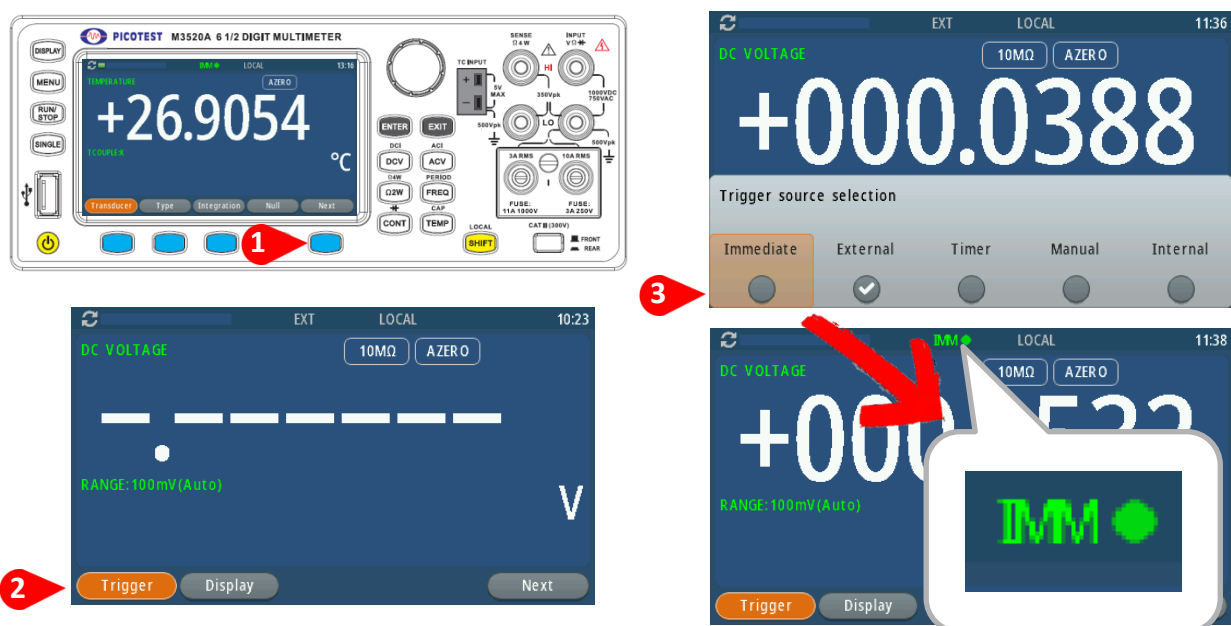 PICOTEST M3520A 6 1/2 DIGIT MULTIMETER
DISPLAY
MENU
RUN/
STOP
SINGLE
IMM LOCAL 13:16
TEMPERATURE
AZERO
+26.9054
TCOUPLE:K
°C
Transducer Type Integration Null Next
1
ENTER EXIT
DCI ACI
DCV ACV
Ω4W PERIOD
Ω2W FREQ
CAP
CONT TEMP
LOCAL
SHIFT
SENSE
Ω 4 W
INPUT
V Ω
TC INPUT
HI
+
5V
MAX
-
350Vpk
1000VDC
750VAC
500Vpk
LO
500Vpk
3A RMS 10A RMS
I
FUSE:
11A 1000V
FUSE:
3A 250V
CAT II (300V)
FRONT
REAR
EXT LOCAL 10:23
DC VOLTAGE
10MΩ AZERO
RANGE:100mV(Auto)
V
2
Trigger Display Next
EXT LOCAL 11:36
DC VOLTAGE
10MΩ AZERO
+000.0388
Trigger source selection
Immediate External Timer Manual Internal
3
IMM LOCAL 11:38
DC VOLTAGE
10MΩ AZERO
RANGE:100mV(Auto)
IMM
Trigger Display